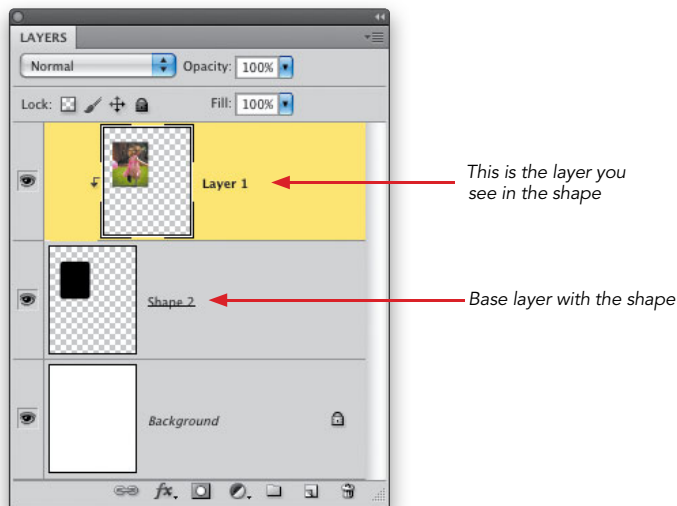 LAYERS
Normal Opacity: 100%
Lock: Fill: 100%
Layer 1
This is the layer you
see in the shape
Shape 2
Base layer with the shape
Background
fx.